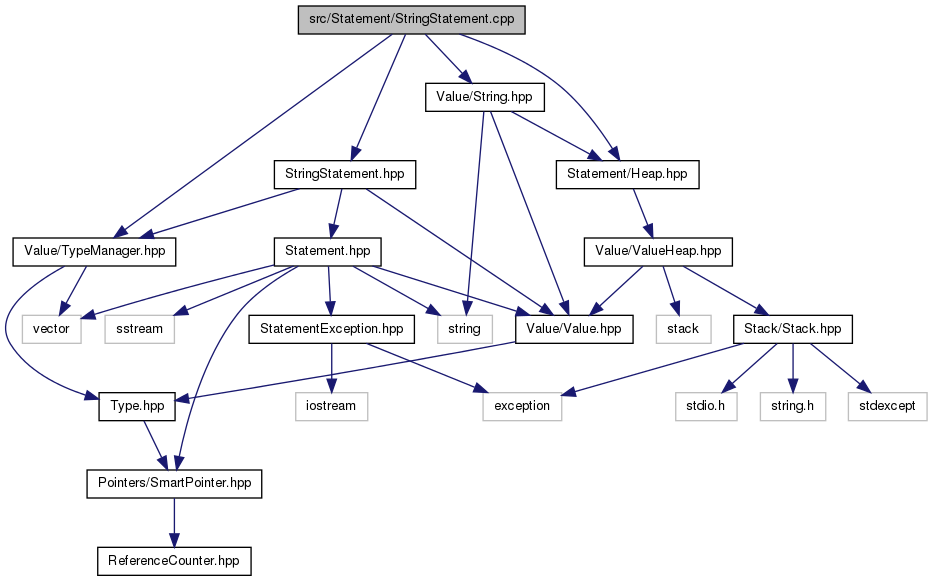 src/Statement/StringStatement.cpp
Value/String.hpp
StringStatement.hpp
Statement/Heap.hpp
Value/TypeManager.hpp
Statement.hpp
Value/ValueHeap.hpp
vector
sstream
StatementException.hpp
string
Value/Value.hpp
stack
Stack/Stack.hpp
Type.hpp
iostream
exception
stdio.h
string.h
stdexcept
Pointers/SmartPointer.hpp
ReferenceCounter.hpp